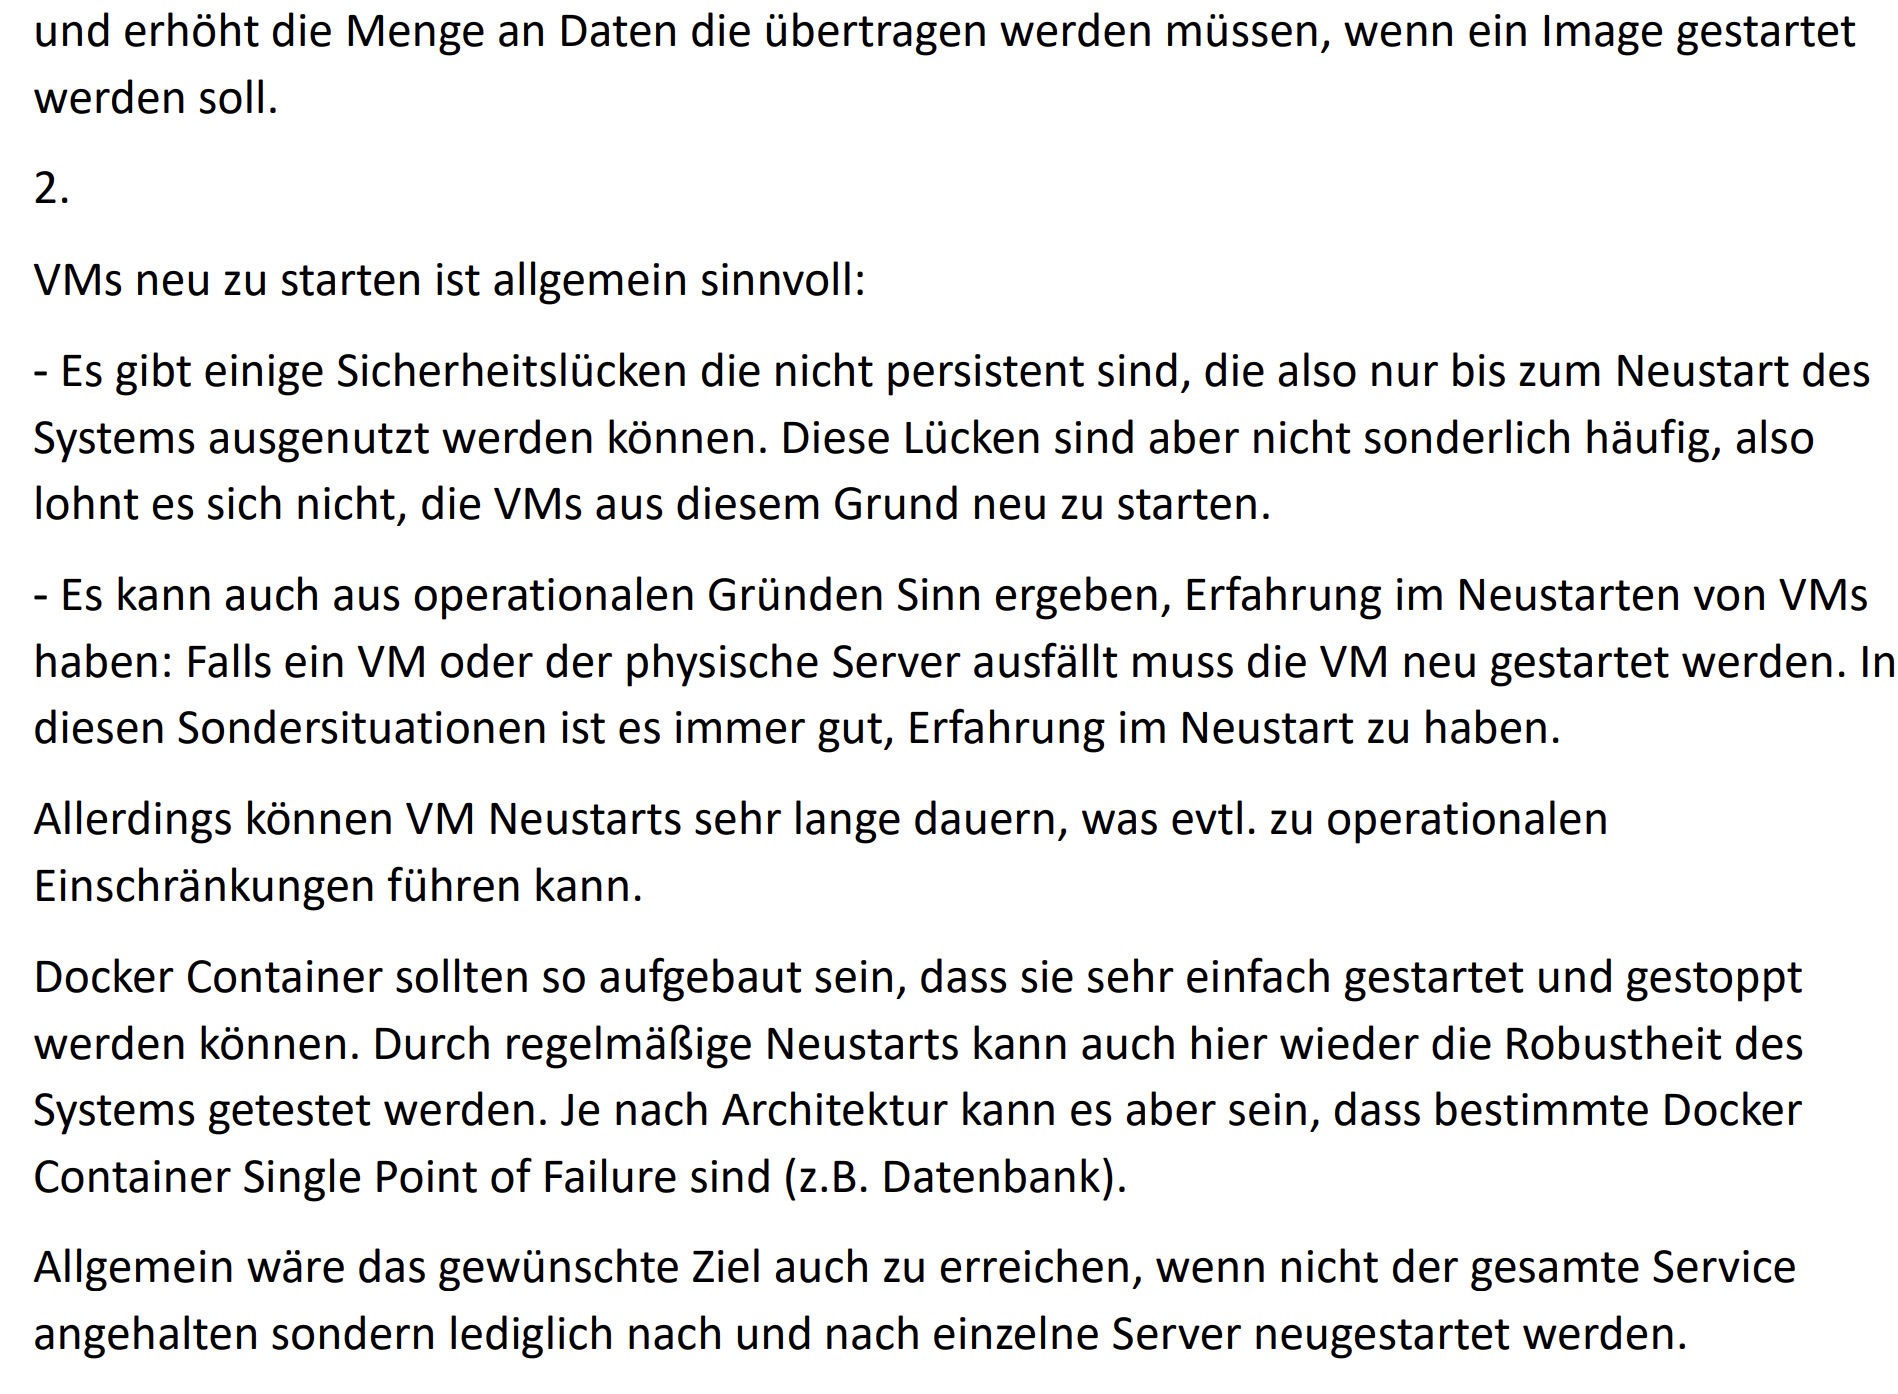 und erhöht die Menge an Daten die übertragen werden müssen, wenn ein Image gestartet
werden soll.
2.
VMs neu zu starten ist allgemein sinnvoll:
- Es gibt einige Sicherheitslücken die nicht persistent sind, die also nur bis zum Neustart des
Systems ausgenutzt werden können. Diese Lücken sind aber nicht sonderlich häufig, also
lohnt es sich nicht, die VMs aus diesem Grund neu zu starten.
- Es kann auch aus operationalen Gründen Sinn ergeben, Erfahrung im Neustarten von VMs
haben: Falls ein VM oder der physische Server ausfällt muss die VM neu gestartet werden. In
diesen Sondersituationen ist es immer gut, Erfahrung im Neustart zu haben.
Allerdings können VM Neustarts sehr lange dauern, was evtl. zu operationalen
Einschränkungen führen kann.
Docker Container sollten so aufgebaut sein, dass sie sehr einfach gestartet und gestoppt
werden können. Durch regelmäßige Neustarts kann auch hier wieder die Robustheit des
Systems getestet werden. Je nach Architektur kann es aber sein, dass bestimmte Docker
Container Single Point of Failure sind (z.B. Datenbank).
Allgemein wäre das gewünschte Ziel auch zu erreichen, wenn nicht der gesamte Service
angehalten sondern lediglich nach und nach einzelne Server neugestartet werden.